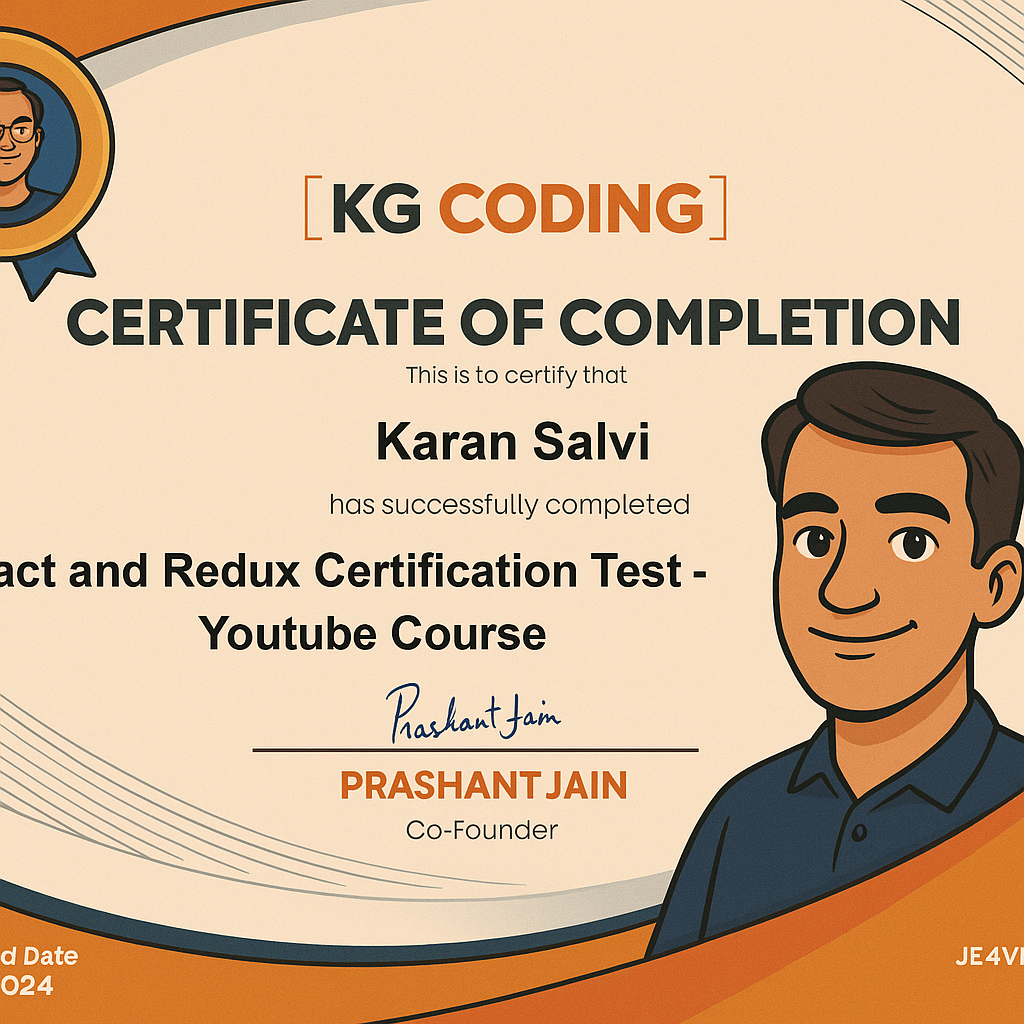 [KG CODING]
CERTIFICATE OF COMPLETION
This is to certify that
Karan Salvi
has successfully completed
act and Redux Certification Test -
Youtube Course
Prashant Jain
PRASHANT JAIN
Co-Founder
d Date
024
JE4V